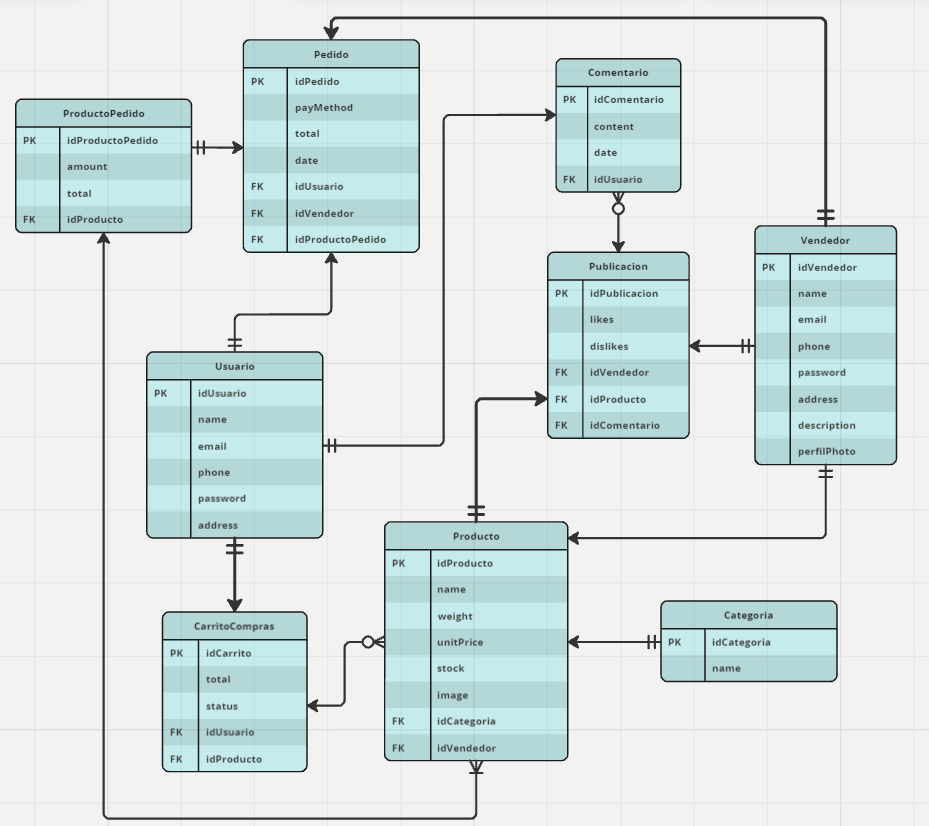 Pedido
PK idPedido
payMethod
total
date
FK idUsuario
FK idVendedor
FK idProductoPedido
Comentario
PK idComentario
content
date
FK idUsuario
ProductoPedido
PK idProductoPedido
amount
total
FK idProducto
Vendedor
PK idVendedor
name
email
phone
password
address
description
perfilPhoto
Publicacion
PK idPublicacion
likes
dislikes
FK idVendedor
FK idProducto
FK idComentario
Usuario
PK idUsuario
name
email
phone
password
address
Producto
PK idProducto
name
weight
unitPrice
stock
image
FK idCategoria
FK idVendedor
Categoria
PK idCategoria
name
CarritoCompras
PK idCarrito
total
status
FK idUsuario
FK idProducto